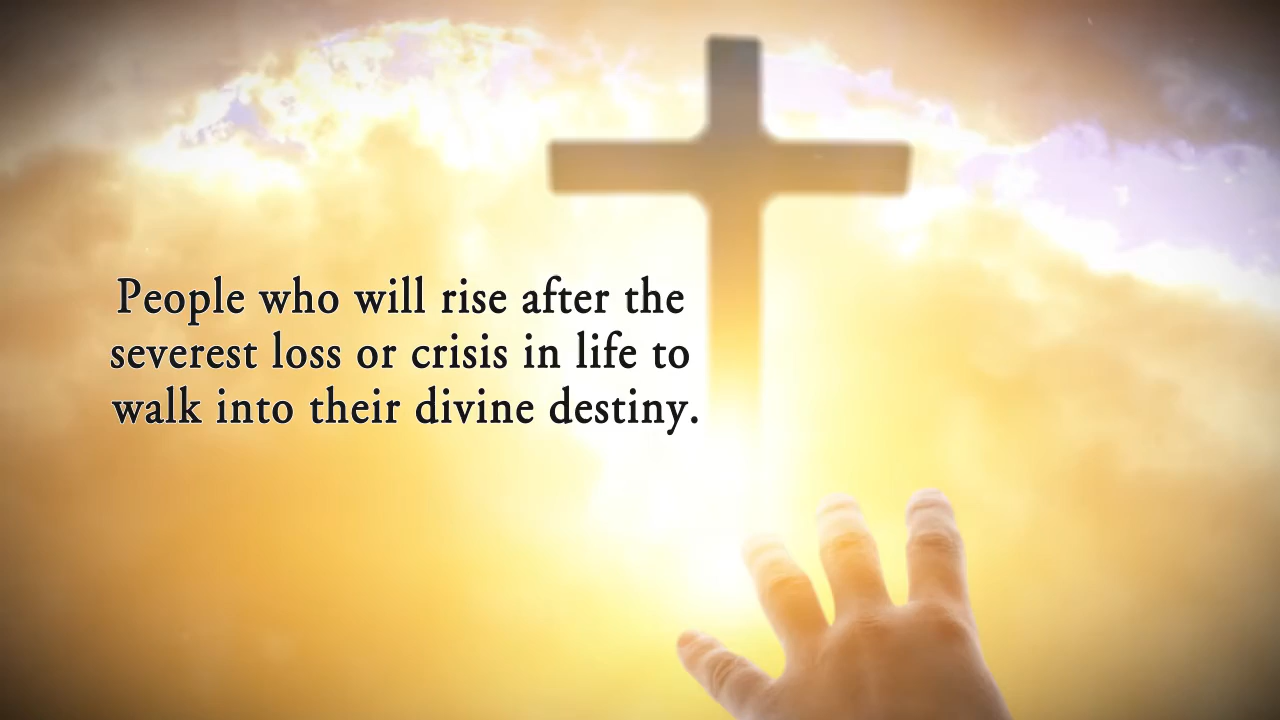 People who will rise after the
severest loss or crisis in life to
walk into their divine destiny.